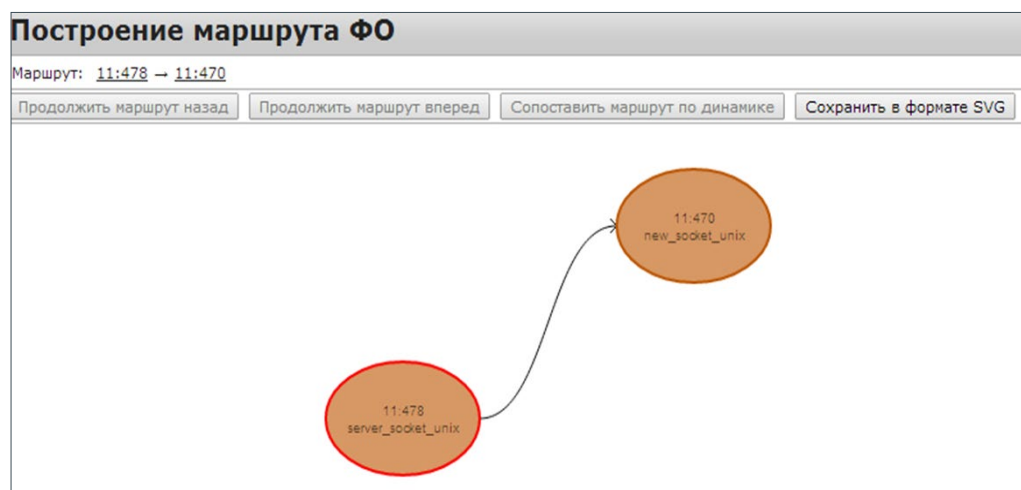 Построение маршрута ФО
Маршрут: 11:478 → 11:470
Продолжить маршрут назад Продолжить маршрут вперед Сопоставить маршрут по динамике Сохранить в формате SVG
11:470
new_socket_unix
11:478
server_socket_unix